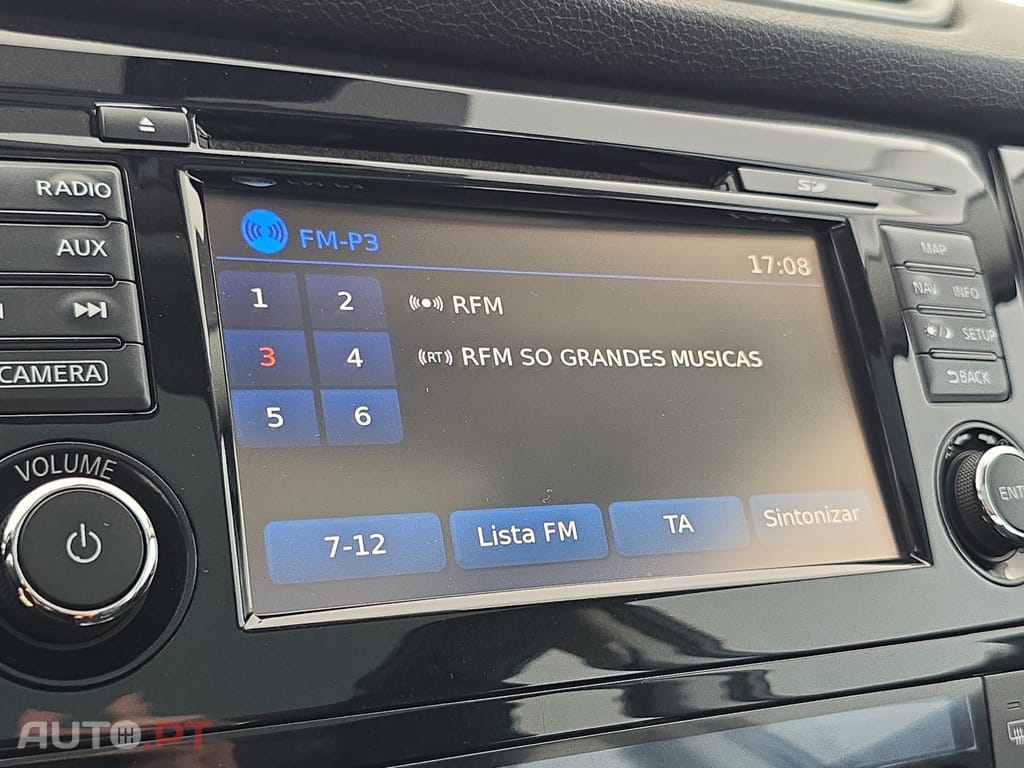 RADIO
AUX
CAMERA
VOLUME
FM-P3
17:08
1
2
RFM
3
4
RT RFM SO GRANDES MUSICAS
5
6
7-12
Lista FM
TA
Sintonizar
SD
MAP
NAV INFO
SETUP
BACK
AUTO.PT